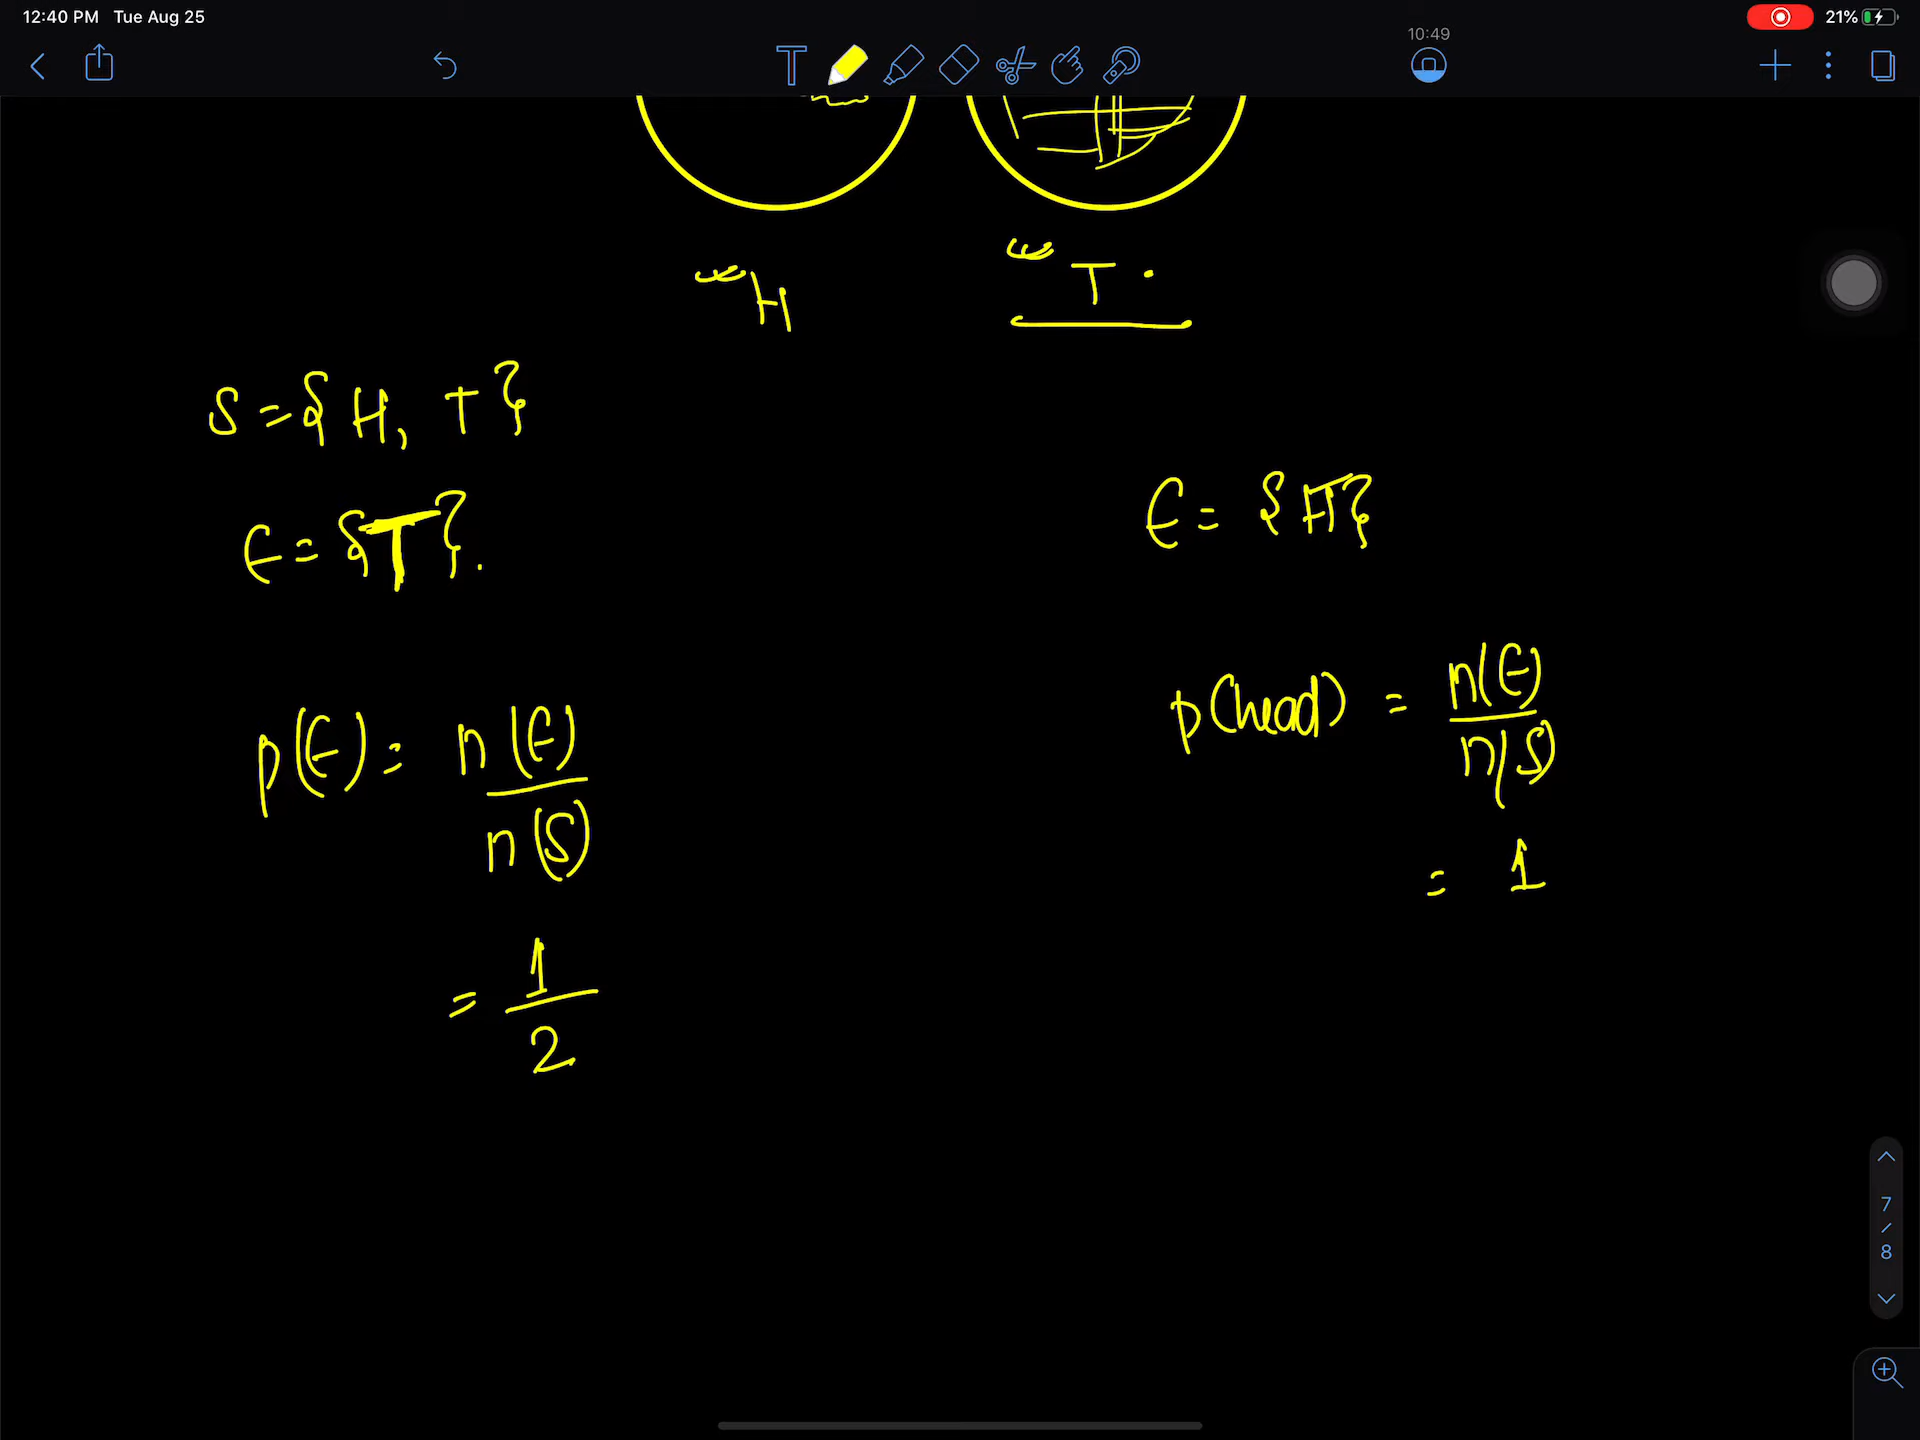 12:40 PM Tue Aug 25
21%
10:49
T
H
T .
S = { H, T }
E = { T }.
E = { H }
P(E) = n(E) / n(S)
= 1 / 2
P(head) = n(E) / n(S)
= 1
7
/
8